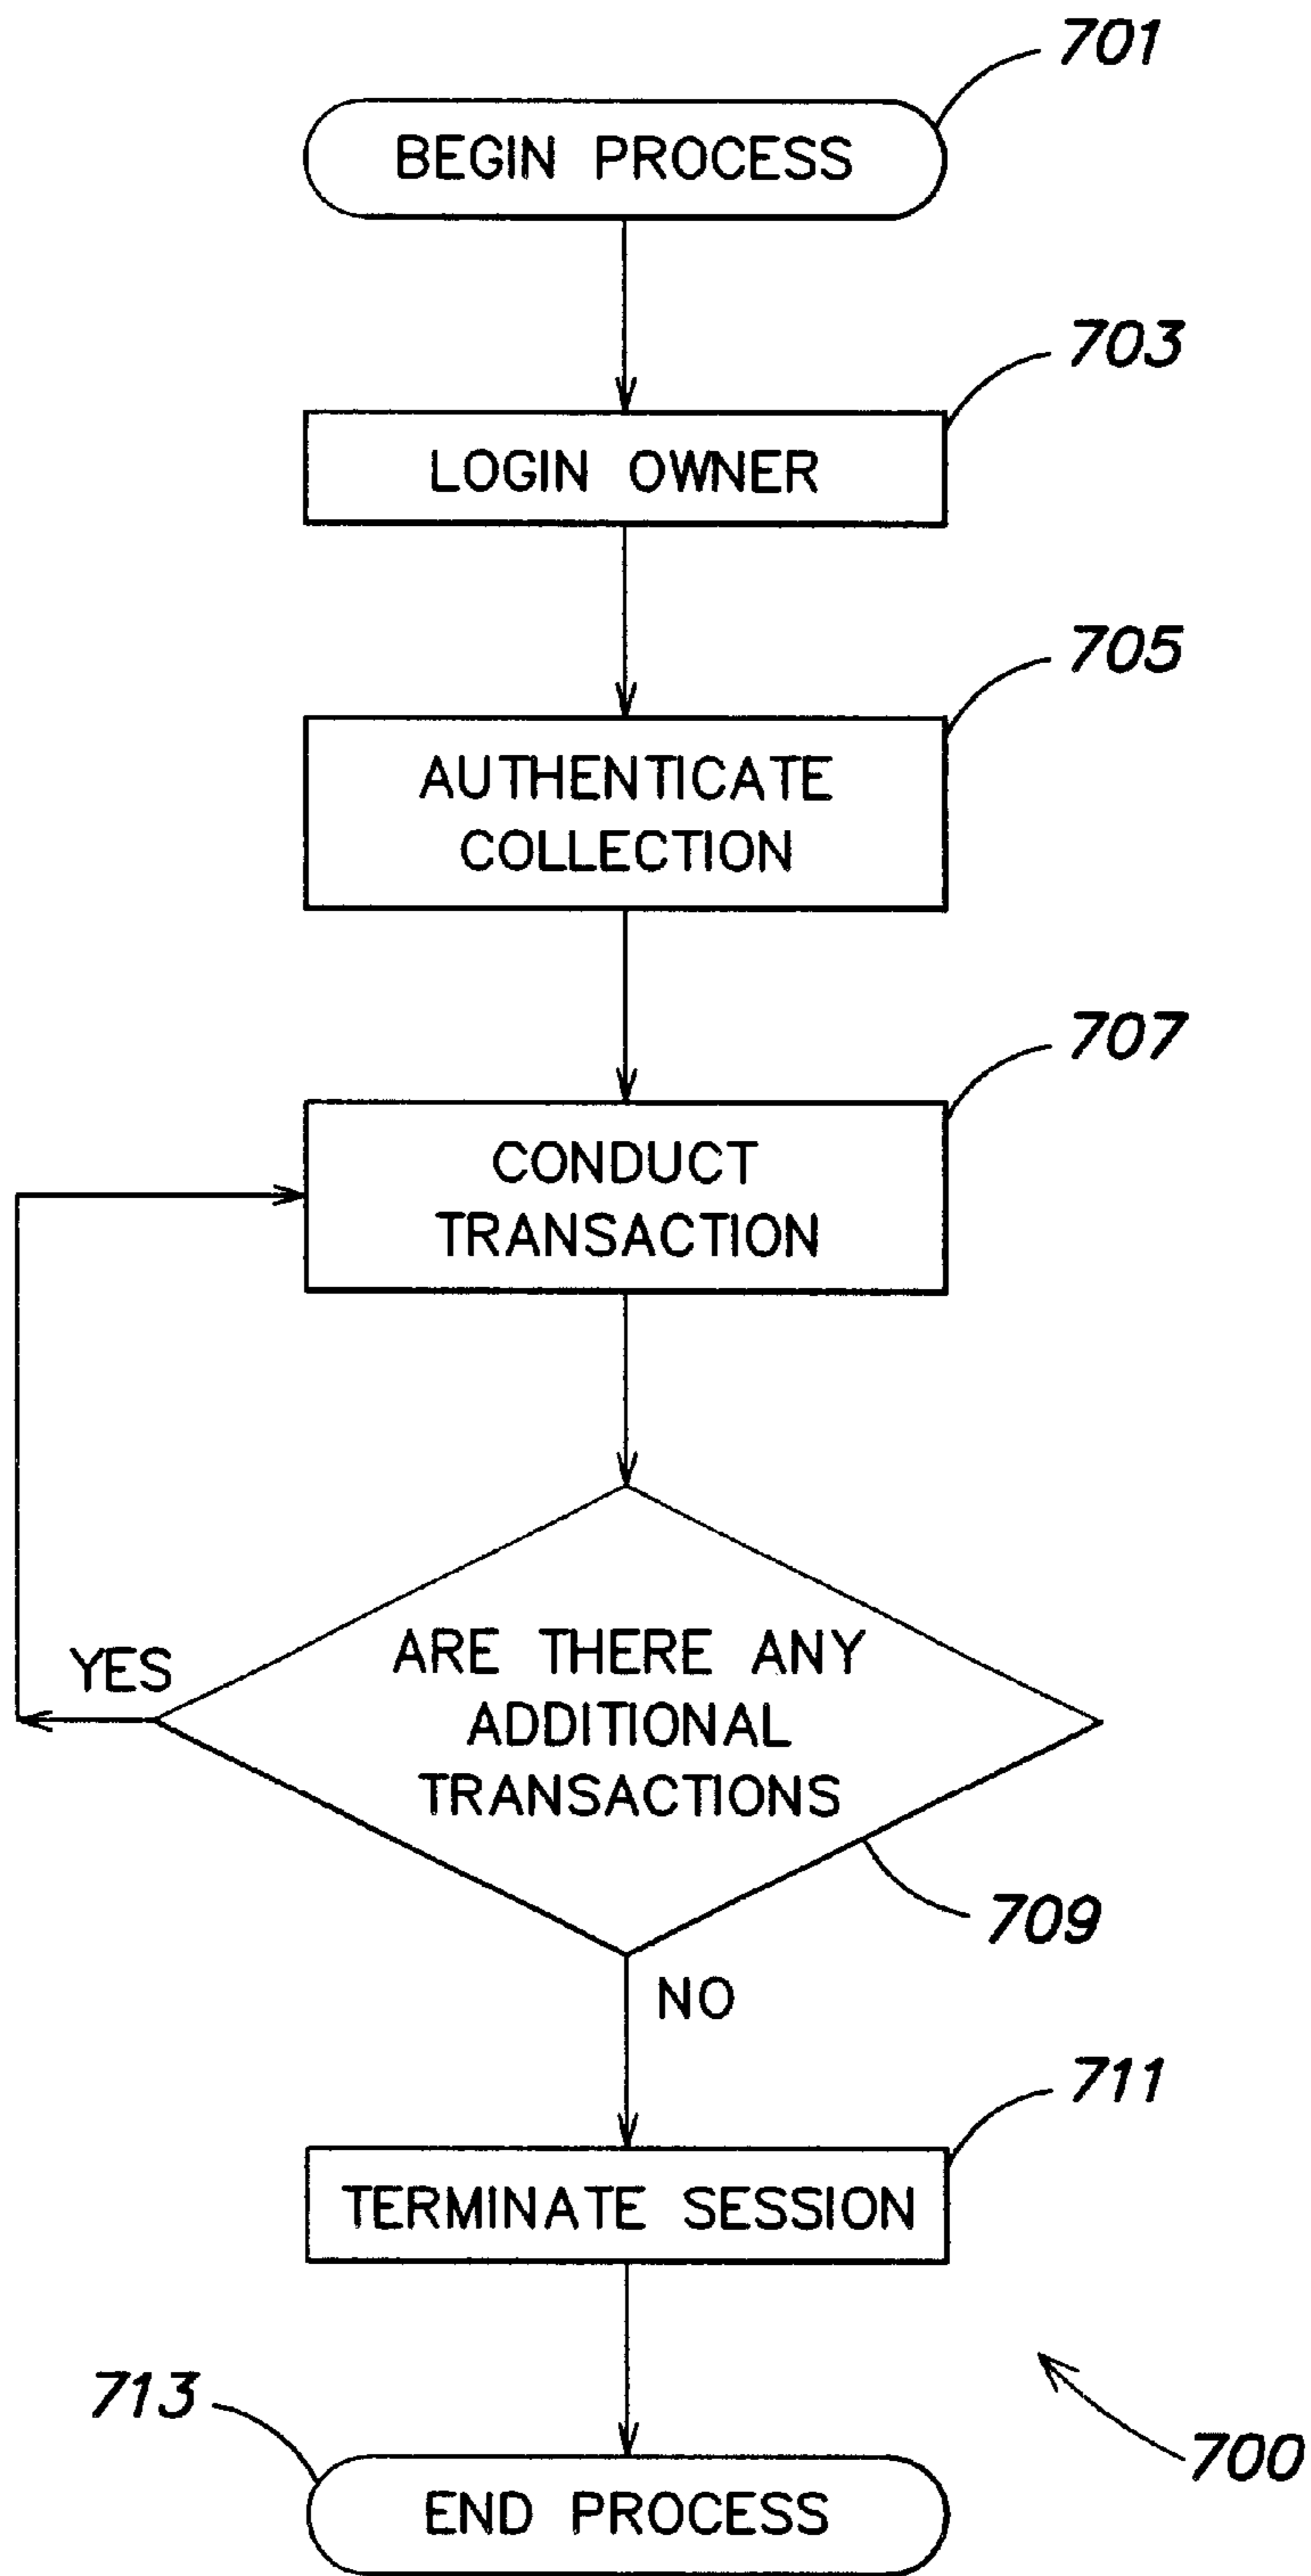 701
BEGIN PROCESS
703
LOGIN OWNER
705
AUTHENTICATE
COLLECTION
707
CONDUCT
TRANSACTION
YES
ARE THERE ANY
ADDITIONAL
TRANSACTIONS
709
NO
711
TERMINATE SESSION
713
700
END PROCESS